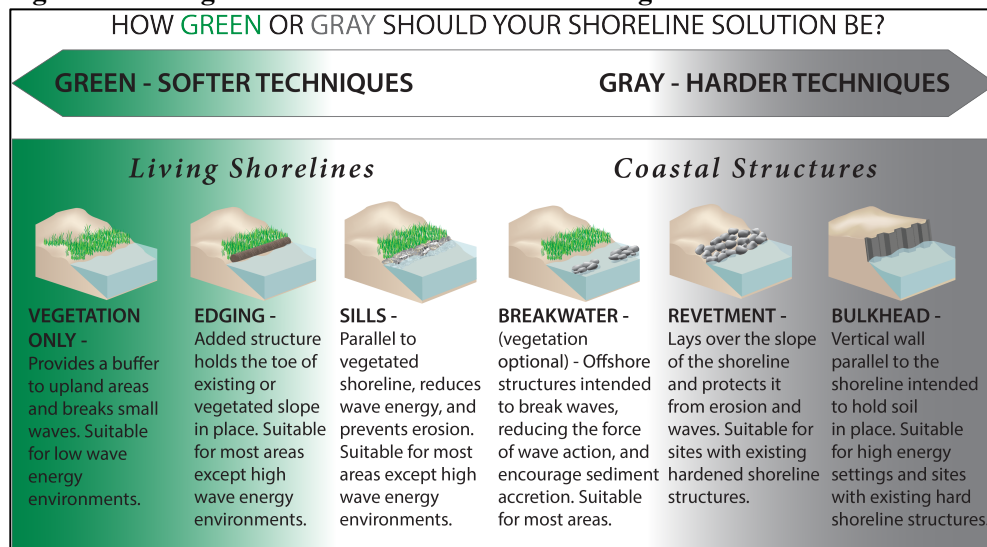 HOW GREEN OR GRAY SHOULD YOUR SHORELINE SOLUTION BE?
GREEN - SOFTER TECHNIQUES
GRAY - HARDER TECHNIQUES
Living Shorelines
Coastal Structures
VEGETATION
ONLY -
Provides a buffer
to upland areas
and breaks small
waves. Suitable
for low wave
energy
environments.
EDGING -
Added structure
holds the toe of
existing or
vegetated slope
in place. Suitable
for most areas
except high
wave energy
environments.
SILLS -
Parallel to
vegetated
shoreline, reduces
wave energy, and
prevents erosion.
Suitable for most
areas except high
wave energy
environments.
BREAKWATER -
(vegetation
optional) - Offshore
structures intended
to break waves,
reducing the force
of wave action, and
encourage sediment
accretion. Suitable
for most areas.
REVETMENT -
Lays over the slope
of the shoreline
and protects it
from erosion and
waves. Suitable for
sites with existing
hardened shoreline
structures.
BULKHEAD -
Vertical wall
parallel to the
shoreline intended
to hold soil
in place. Suitable
for high energy
settings and sites
with existing hard
shoreline structures.